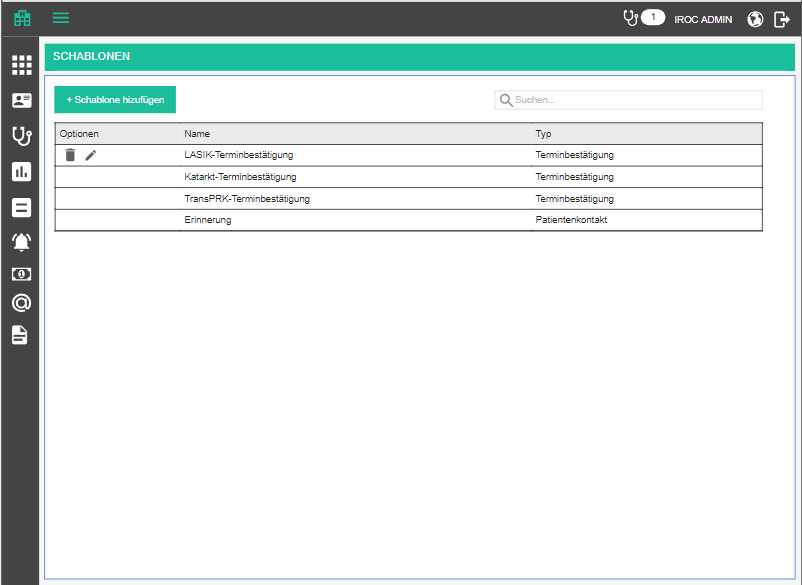 1 IROC ADMIN
SCHABLONEN
+ Schablone hinzufügen Suchen...
Optionen Name Typ
LASIK-Terminbestätigung Terminbestätigung
Katarkt-Terminbestätigung Terminbestätigung
TransPRK-Terminbestätigung Terminbestätigung
Erinnerung Patientenkontakt